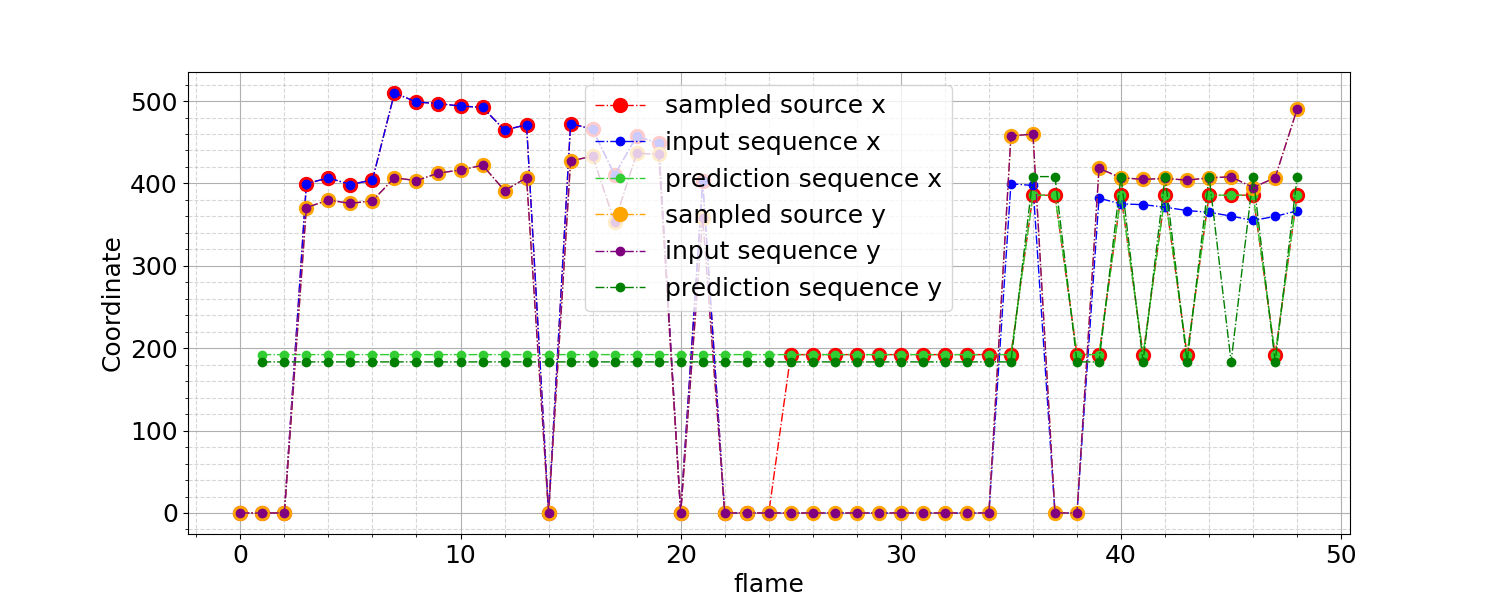 500
400
300
200
100
0
Coordinate
sampled source x
input sequence x
prediction sequence x
sampled source y
input sequence y
prediction sequence y
0 10 20 30 40 50
flame